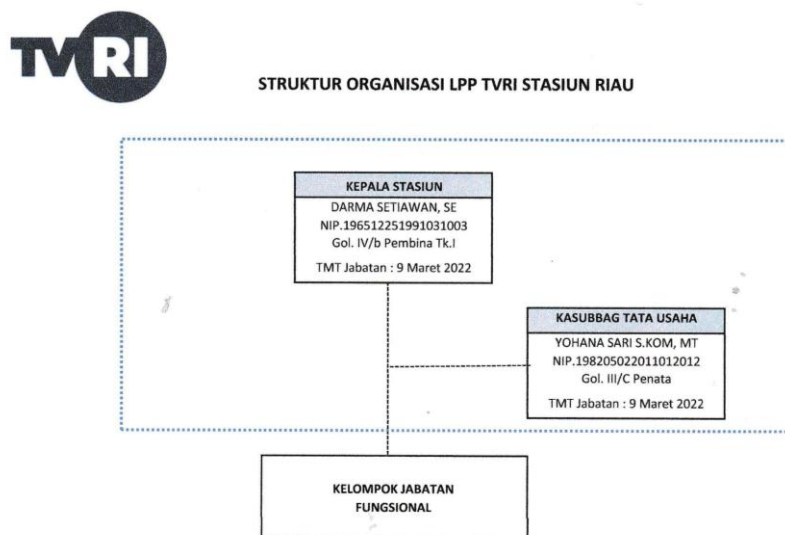 TVRI
STRUKTUR ORGANISASI LPP TVRI STASIUN RIAU
KEPALA STASIUN
DARMA SETIAWAN, SE
NIP.196512251991031003
Gol. IV/b Pembina Tk.I
TMT Jabatan : 9 Maret 2022
KASUBBAG TATA USAHA
YOHANA SARI S.KOM, MT
NIP.198205022011012012
Gol. III/C Penata
TMT Jabatan : 9 Maret 2022
KELOMPOK JABATAN
FUNGSIONAL